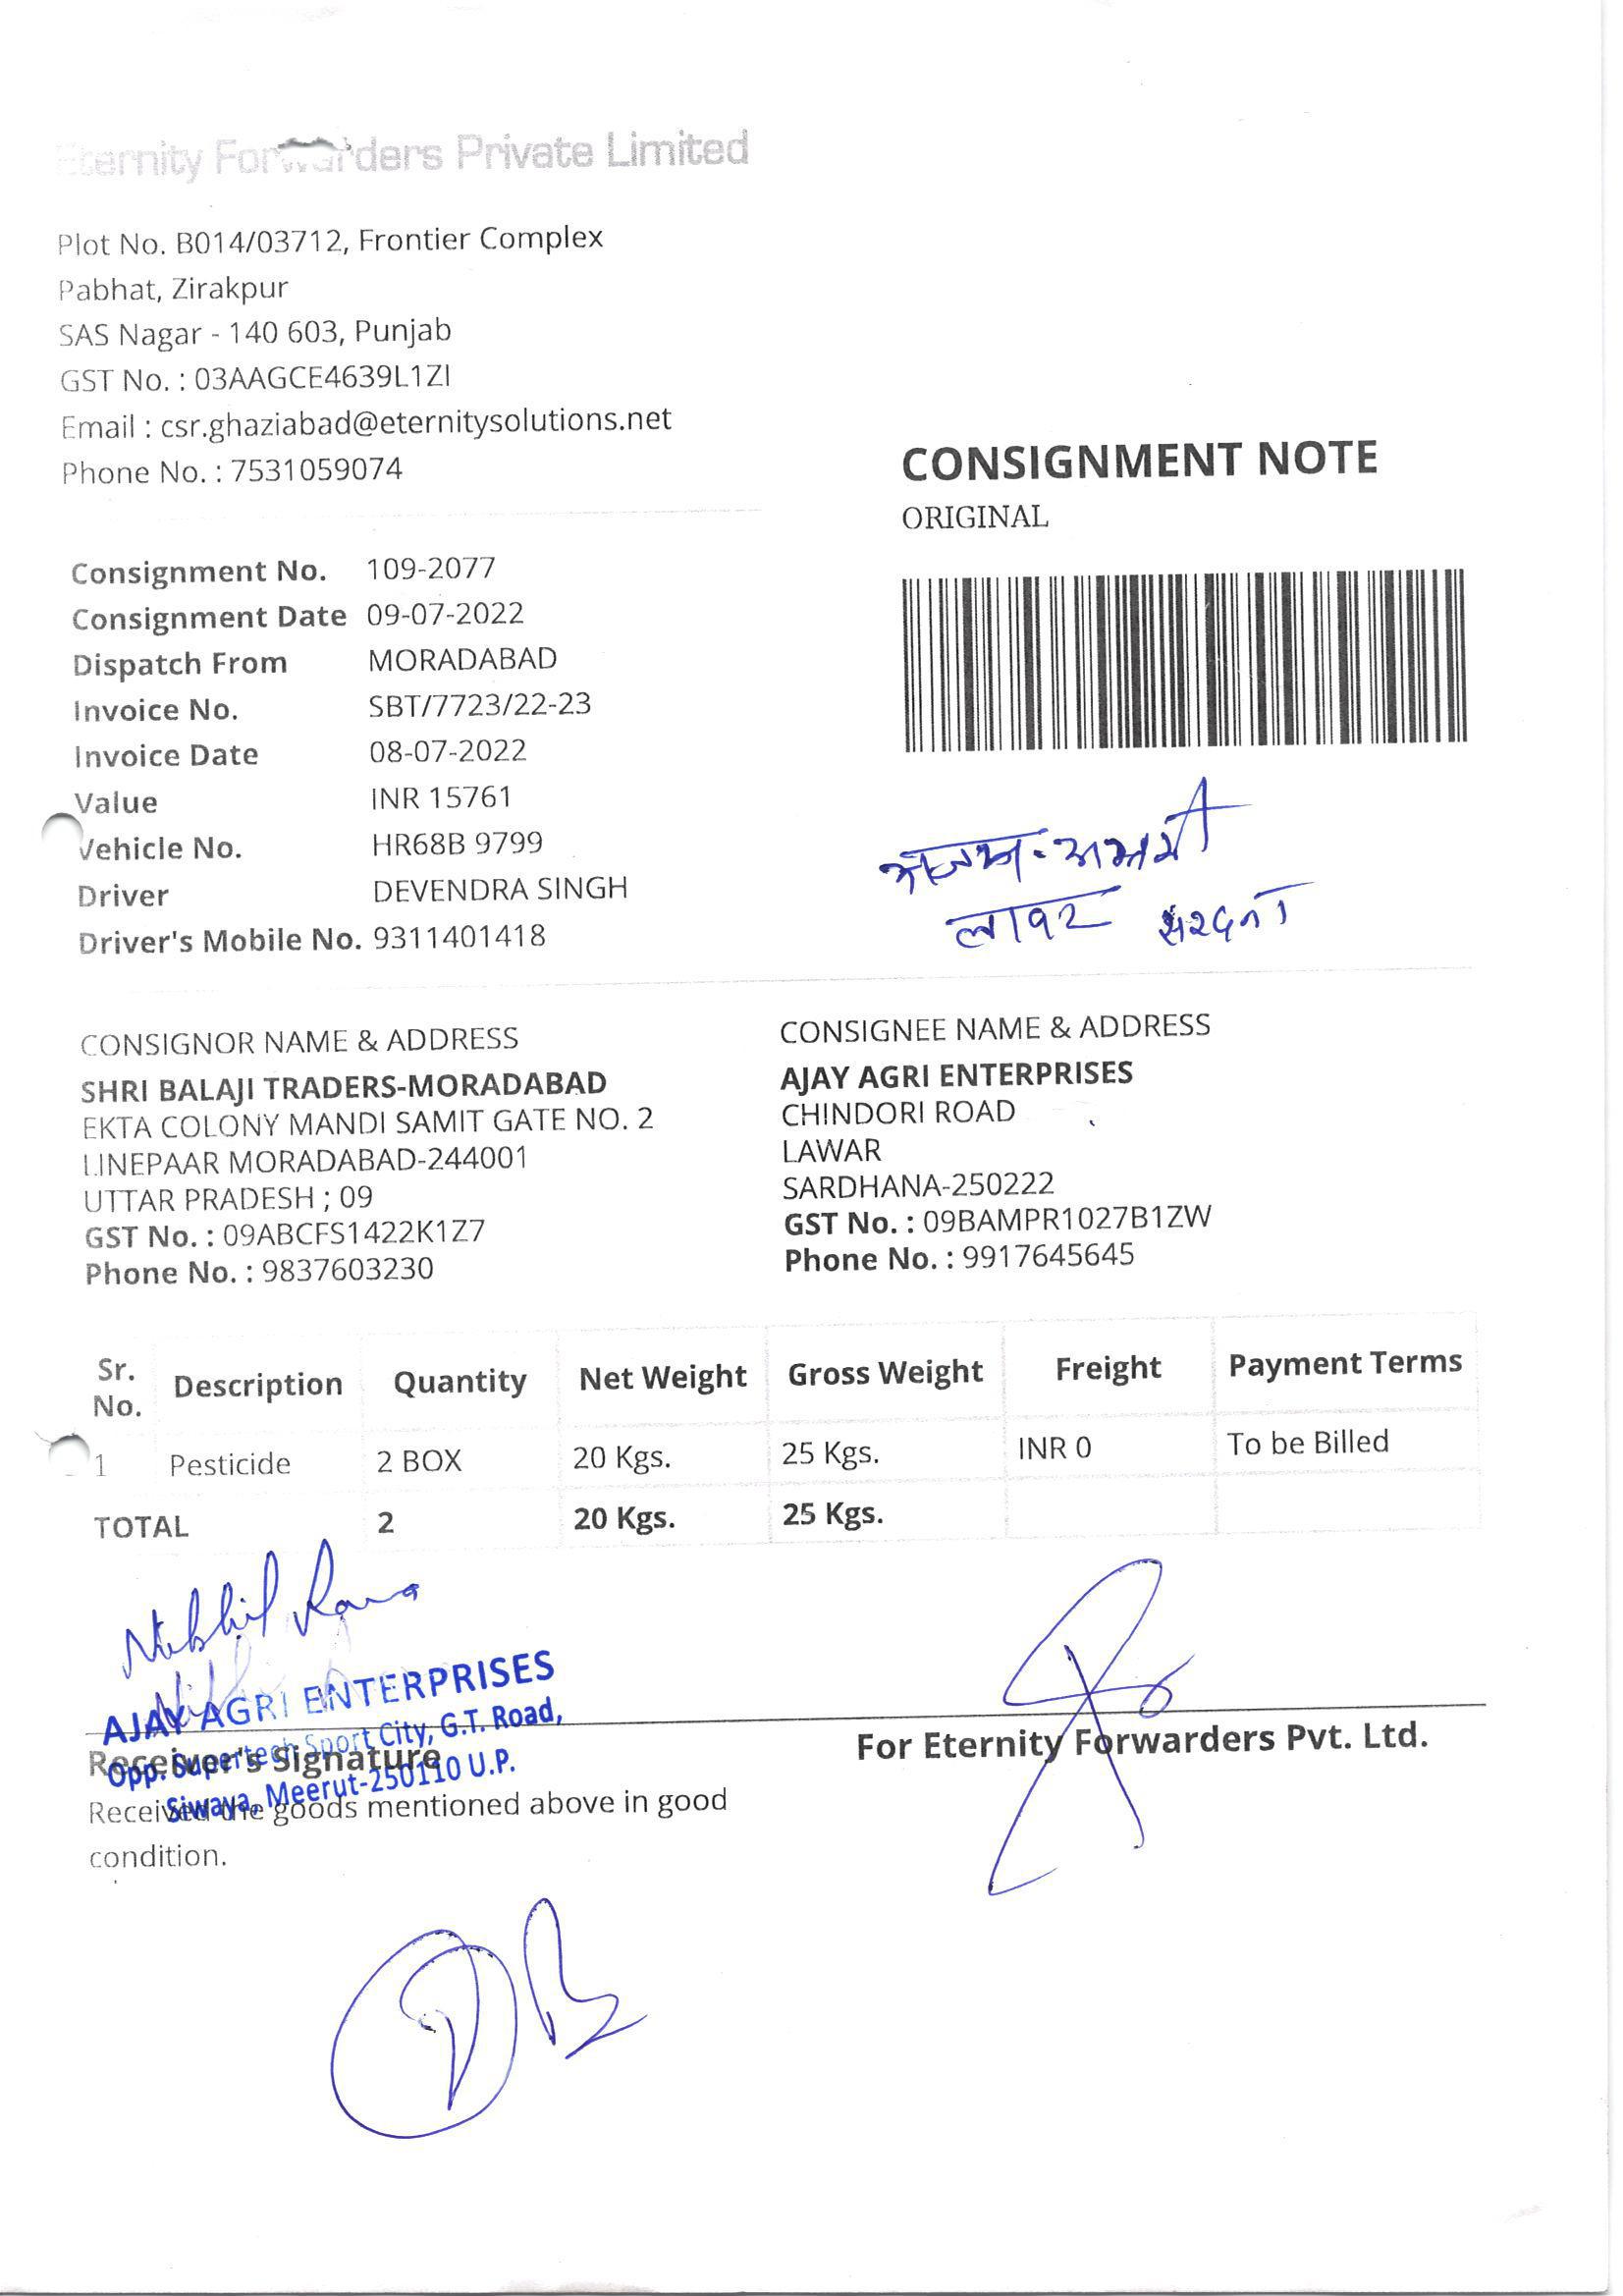 Eternity Forwarders Private Limited
Plot No. B014/03712, Frontier Complex
Pabhat, Zirakpur
SAS Nagar - 140 603, Punjab
GST No. : 03AAGCE4639L1ZI
Email : csr.ghaziabad@eternitysolutions.net
Phone No. : 7531059074
CONSIGNMENT NOTE
ORIGINAL
Consignment No. 109-2077
Consignment Date 09-07-2022
Dispatch From MORADABAD
Invoice No. SBT/7723/22-23
Invoice Date 08-07-2022
Value INR 15761
Vehicle No. HR68B 9799
Driver DEVENDRA SINGH
Driver's Mobile No. 9311401418
लावर सरधना
CONSIGNOR NAME & ADDRESS
SHRI BALAJI TRADERS-MORADABAD
EKTA COLONY MANDI SAMIT GATE NO. 2
LINEPAAR MORADABAD-244001
UTTAR PRADESH ; 09
GST No. : 09ABCFS1422K1Z7
Phone No. : 9837603230
CONSIGNEE NAME & ADDRESS
AJAY AGRI ENTERPRISES
CHINDORI ROAD
LAWAR
SARDHANA-250222
GST No. : 09BAMPR1027B1ZW
Phone No. : 9917645645
Sr. No. Description Quantity Net Weight Gross Weight Freight Payment Terms
1 Pesticide 2 BOX 20 Kgs. 25 Kgs. INR 0 To be Billed
TOTAL 2 20 Kgs. 25 Kgs.
Nikhil Rana
AJAY AGRI ENTERPRISES
Opp. Supertech Sport City, G.T. Road,
Siwaya, Meerut-250110 U.P.
Receiver's Signature
Received the goods mentioned above in good
condition.
For Eternity Forwarders Pvt. Ltd.